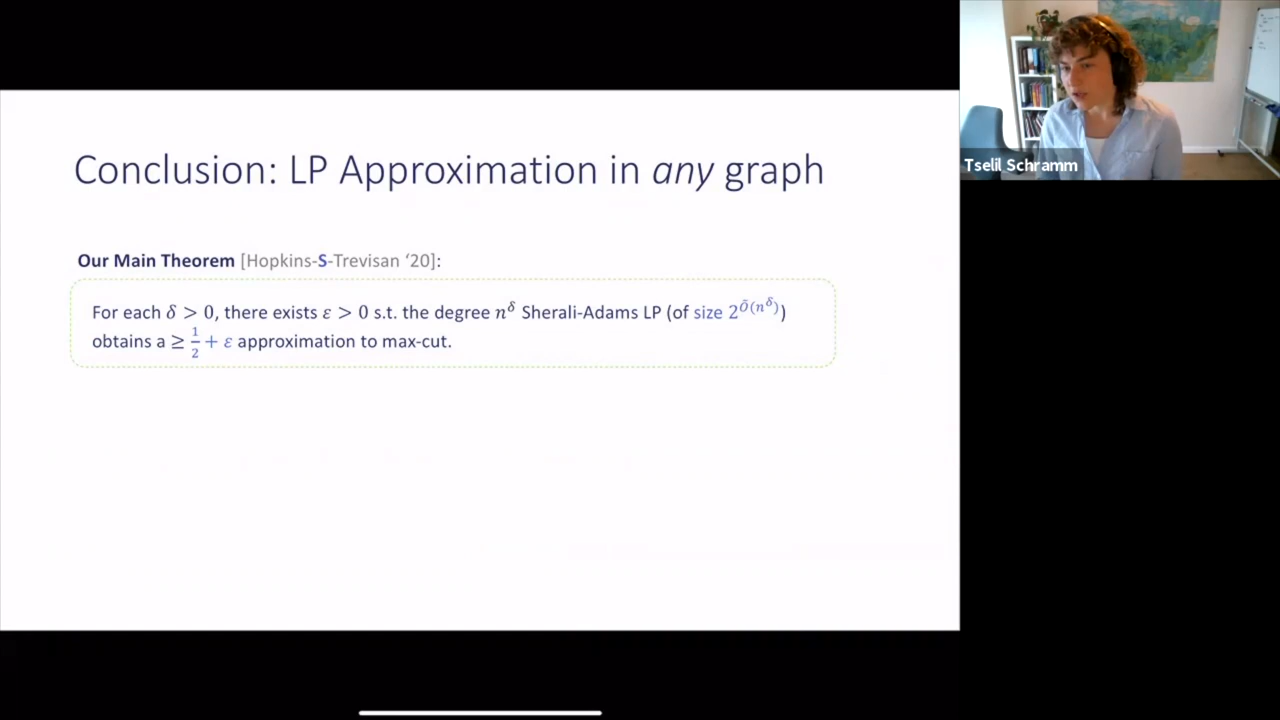 Conclusion: LP Approximation in any graph
Our Main Theorem [Hopkins-S-Trevisan ‘20]:
For each δ > 0, there exists ε > 0 s.t. the degree n^δ Sherali-Adams LP (of size 2^Õ(n^δ))
obtains a ≥ 1/2 + ε approximation to max-cut.
Tselil Schramm